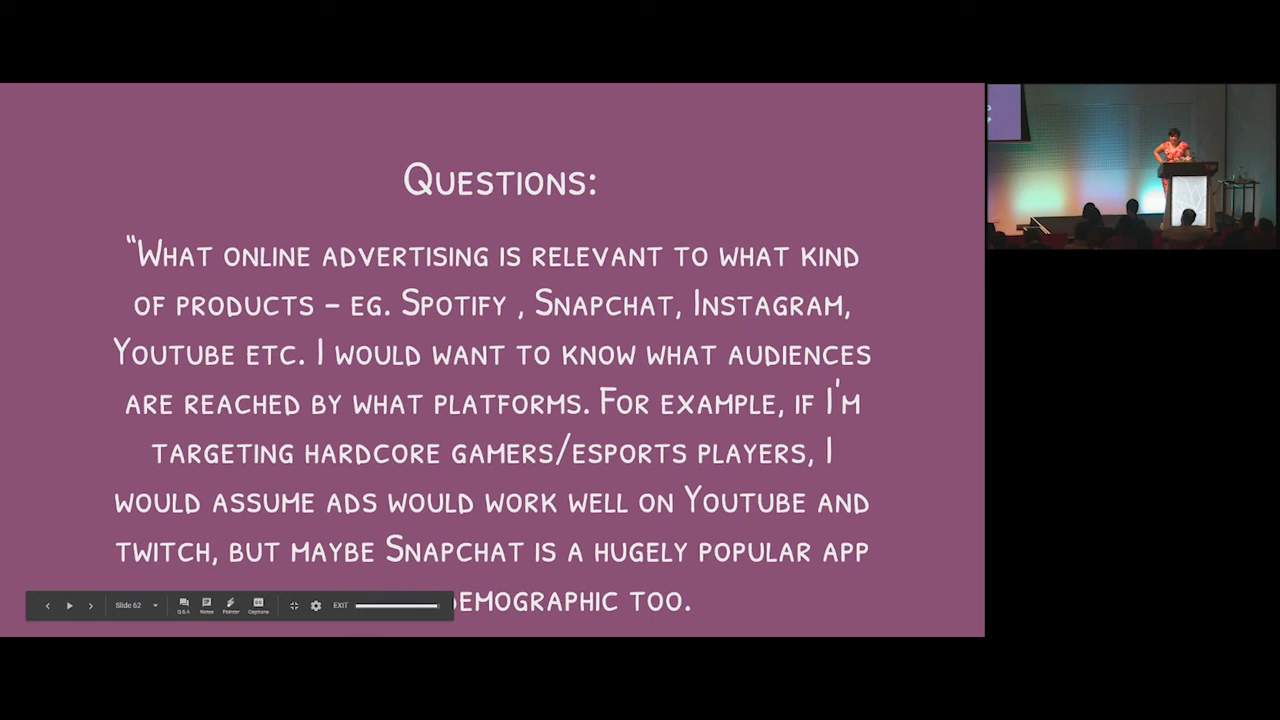 Questions:
“What online advertising is relevant to what kind
of products – eg. Spotify , Snapchat, Instagram,
Youtube etc. I would want to know what audiences
are reached by what platforms. For example, if I'm
targeting hardcore gamers/esports players, I
would assume ads would work well on Youtube and
twitch, but maybe Snapchat is a hugely popular app
demographic too.
Slide 62
Q&A
Notes
Pointer
Captions
EXIT